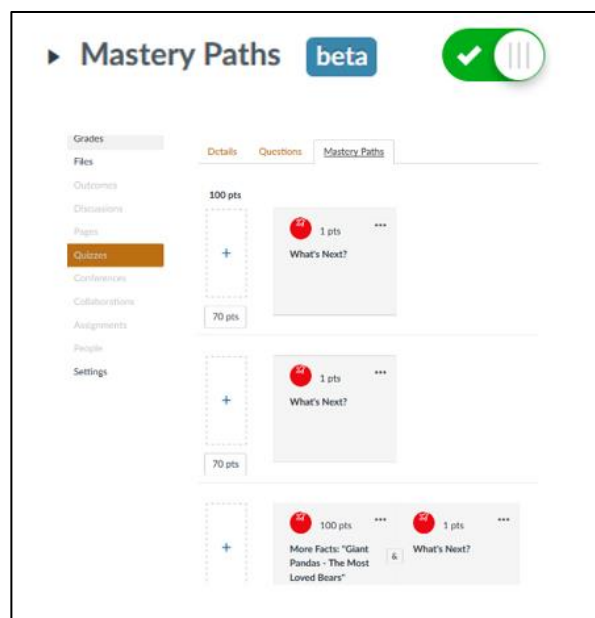 Mastery Paths beta
Grades
Files
Outcomes
Discussions
Pages
Quizzes
Conferences
Collaborations
Assignments
People
Settings
Details Questions Mastery Paths
100 pts
+
1 pts
What's Next?
70 pts
+
1 pts
What's Next?
70 pts
+
100 pts
More Facts: "Giant
Pandas - The Most
Loved Bears"
&
1 pts
What's Next?